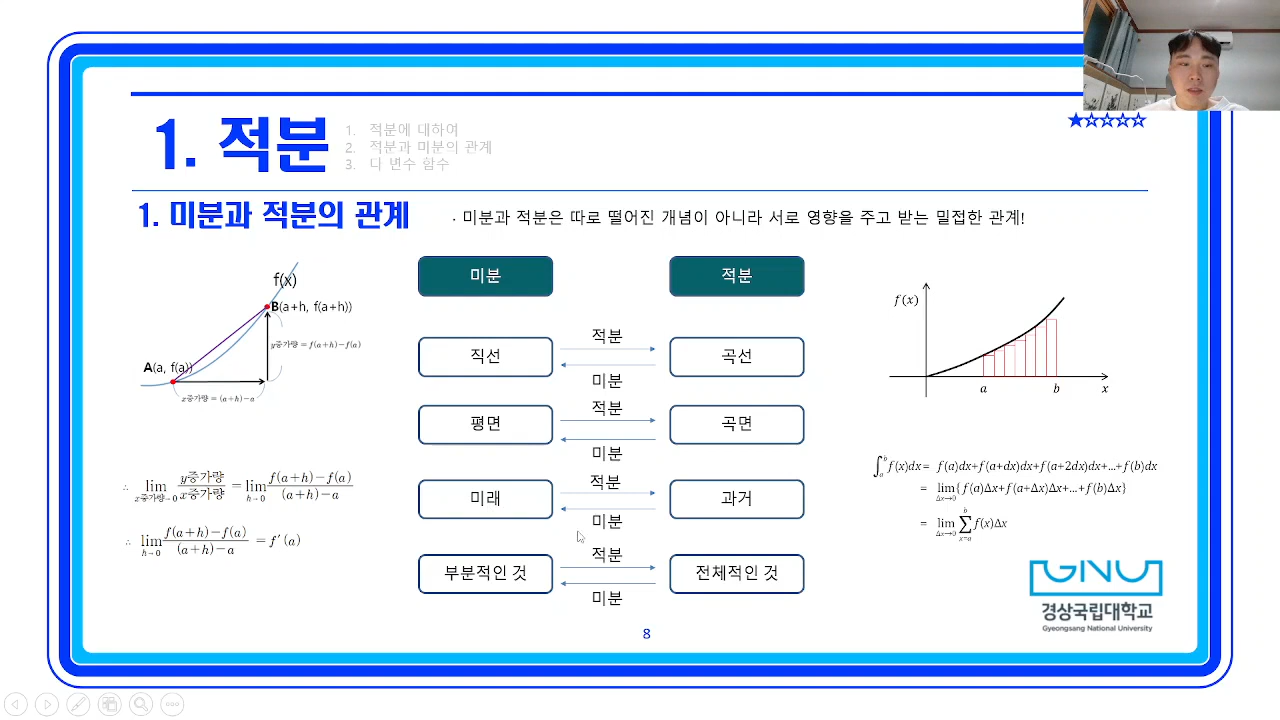 1. 적분
1. 적분에 대하여
2. 적분과 미분의 관계
3. 다 변수 함수
★☆☆☆☆
1. 미분과 적분의 관계
· 미분과 적분은 따로 떨어진 개념이 아니라 서로 영향을 주고 받는 밀접한 관계!
f(x)
B(a+h, f(a+h))
y증가량 = f(a+h)−f(a)
A(a, f(a))
x증가량 = (a+h)−a
∴ lim x증가량→0 y증가량/x증가량 = lim h→0 f(a+h)−f(a)/(a+h)−a
∴ lim h→0 f(a+h)−f(a)/(a+h)−a = f′(a)
미분
적분
직선
적분
미분
곡선
평면
적분
미분
곡면
미래
적분
미분
과거
부분적인 것
적분
미분
전체적인 것
f(x)
a
b
x
∫ₐᵇ f(x)dx = f(a)dx+f(a+dx)dx+f(a+2dx)dx+...+f(b)dx
= lim Δx→0 {f(a)Δx+f(a+Δx)Δx+...+f(b)Δx}
= lim Δx→0 ∑ x=a b f(x)Δx
GNU
경상국립대학교
Gyeongsang National University
8